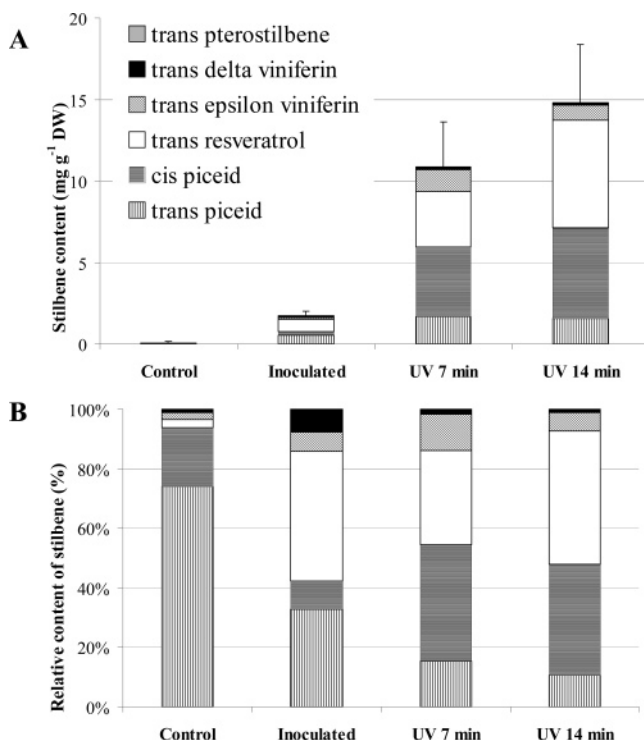 A
Stilbene content (mg g⁻¹ DW)
20
15
10
5
0
trans pterostilbene
trans delta viniferin
trans epsilon viniferin
trans resveratrol
cis piceid
trans piceid
Control Inoculated UV 7 min UV 14 min
B
Relative content of stilbene (%)
100%
80%
60%
40%
20%
0%
Control Inoculated UV 7 min UV 14 min